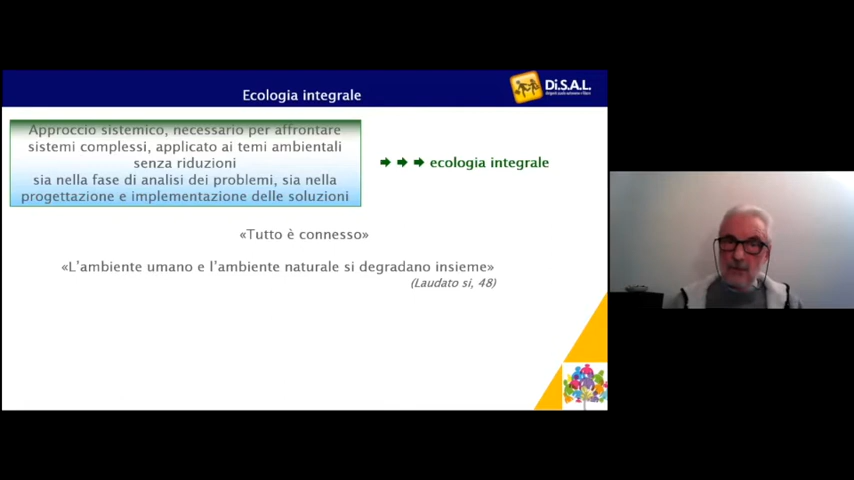 Ecologia integrale
Di.S.A.L.
Approccio sistemico, necessario per affrontare
sistemi complessi, applicato ai temi ambientali
senza riduzioni
sia nella fase di analisi dei problemi, sia nella
progettazione e implementazione delle soluzioni
ecologia integrale
«Tutto è connesso»
«L'ambiente umano e l'ambiente naturale si degradano insieme»
(Laudato si, 48)